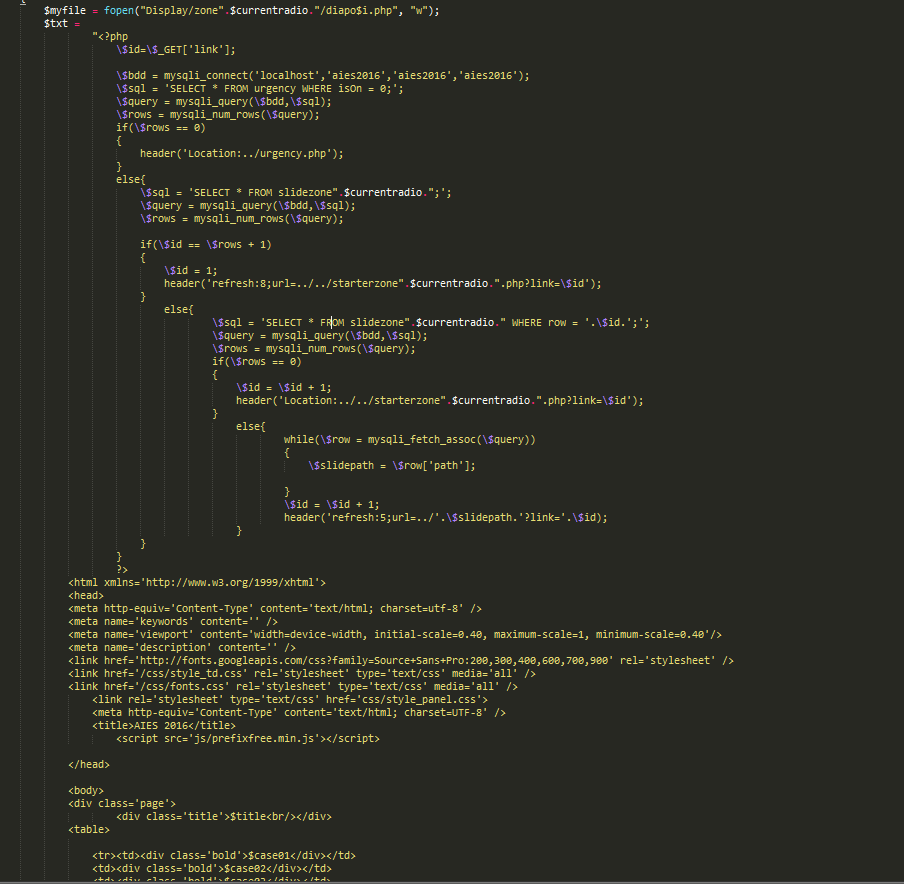 $myfile = fopen("Display/zone".$currentradio."/diapo$i.php", "w");
$txt =
"<?php
\$id=\$_GET['link'];
\$bdd = mysqli_connect('localhost','aies2016','aies2016','aies2016');
\$sql = 'SELECT * FROM urgency WHERE isOn = 0;';
\$query = mysqli_query(\$bdd,\$sql);
\$rows = mysqli_num_rows(\$query);
if(\$rows == 0)
{
header('Location:../urgency.php');
}
else{
\$sql = 'SELECT * FROM slidezone".$currentradio.";';
\$query = mysqli_query(\$bdd,\$sql);
\$rows = mysqli_num_rows(\$query);
if(\$id == \$rows + 1)
{
\$id = 1;
header('refresh:8;url=../../starterzone".$currentradio.".php?link=\$id');
}
else{
\$sql = 'SELECT * FROM slidezone".$currentradio." WHERE row = '.\$id.';';
\$query = mysqli_query(\$bdd,\$sql);
\$rows = mysqli_num_rows(\$query);
if(\$rows == 0)
{
\$id = \$id + 1;
header('Location:../../starterzone".$currentradio.".php?link=\$id');
}
else{
while(\$row = mysqli_fetch_assoc(\$query))
{
\$slidepath = \$row['path'];
}
\$id = \$id + 1;
header('refresh:5;url=../'.\$slidepath.'?link='.\$id);
}
}
}
?>
<html xmlns='http://www.w3.org/1999/xhtml'>
<head>
<meta http-equiv='Content-Type' content='text/html; charset=utf-8' />
<meta name='keywords' content='' />
<meta name='viewport' content='width=device-width, initial-scale=0.40, maximum-scale=1, minimum-scale=0.40'/>
<meta name='description' content='' />
<link href='http://fonts.googleapis.com/css?family=Source+Sans+Pro:200,300,400,600,700,900' rel='stylesheet' />
<link href='/css/style_td.css' rel='stylesheet' type='text/css' media='all' />
<link href='/css/fonts.css' rel='stylesheet' type='text/css' media='all' />
<link rel='stylesheet' type='text/css' href='css/style_panel.css'>
<meta http-equiv='Content-Type' content='text/html; charset=UTF-8' />
<title>AIES 2016</title>
<script src='js/prefixfree.min.js'></script>
</head>
<body>
<div class='page'>
<div class='title'>$title<br/></div>
<table>
<tr><td><div class='bold'>$case01</div></td>
<td><div class='bold'>$case02</div></td>
<td><div class='bold'>$case03</div></td>